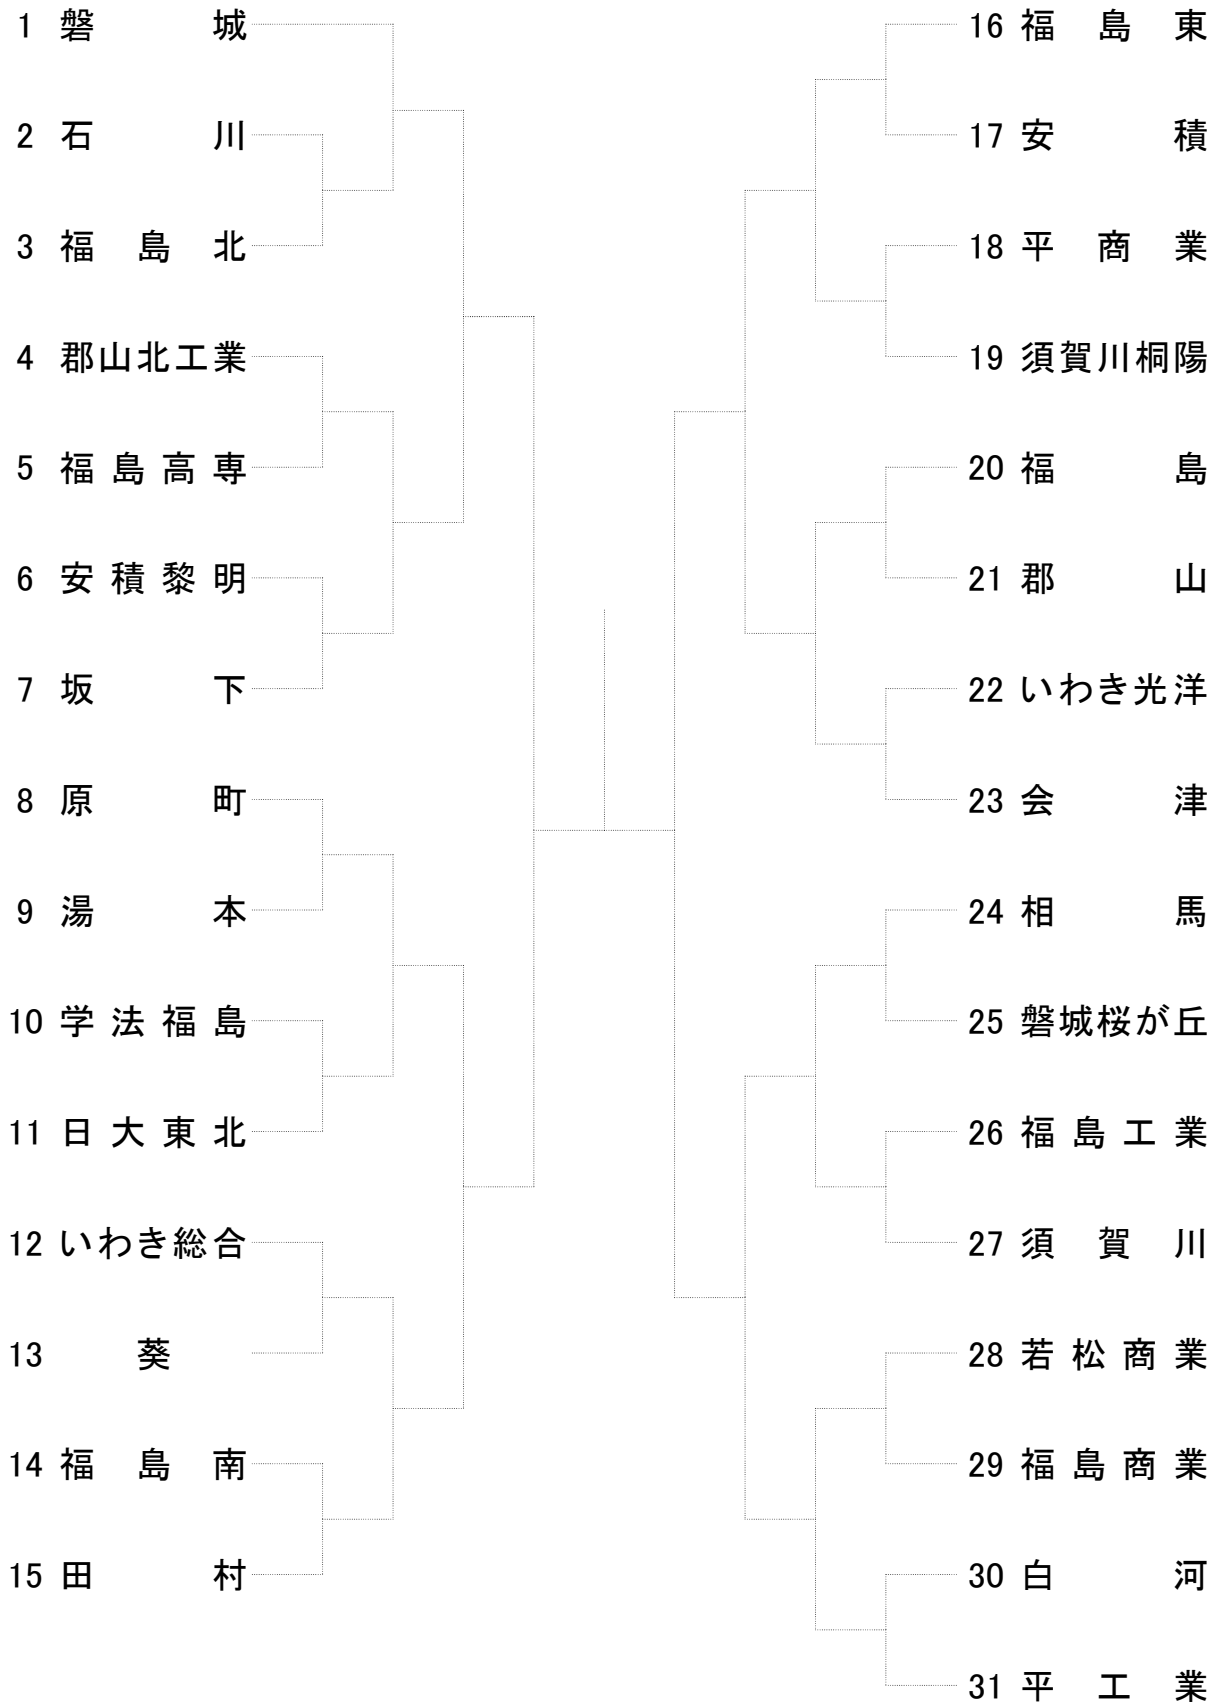 1 磐城
2 石川
3 福島北
4 郡山北工業
5 福島高専
6 安積黎明
7 坂下
8 原町
9 湯本
10 学法福島
11 日大東北
12 いわき総合
13 葵
14 福島南
15 田村
16 福島東
17 安積
18 平商業
19 須賀川桐陽
20 福島
21 郡山
22 いわき光洋
23 会津
24 相馬
25 磐城桜が丘
26 福島工業
27 須賀川
28 若松商業
29 福島商業
30 白河
31 平工業